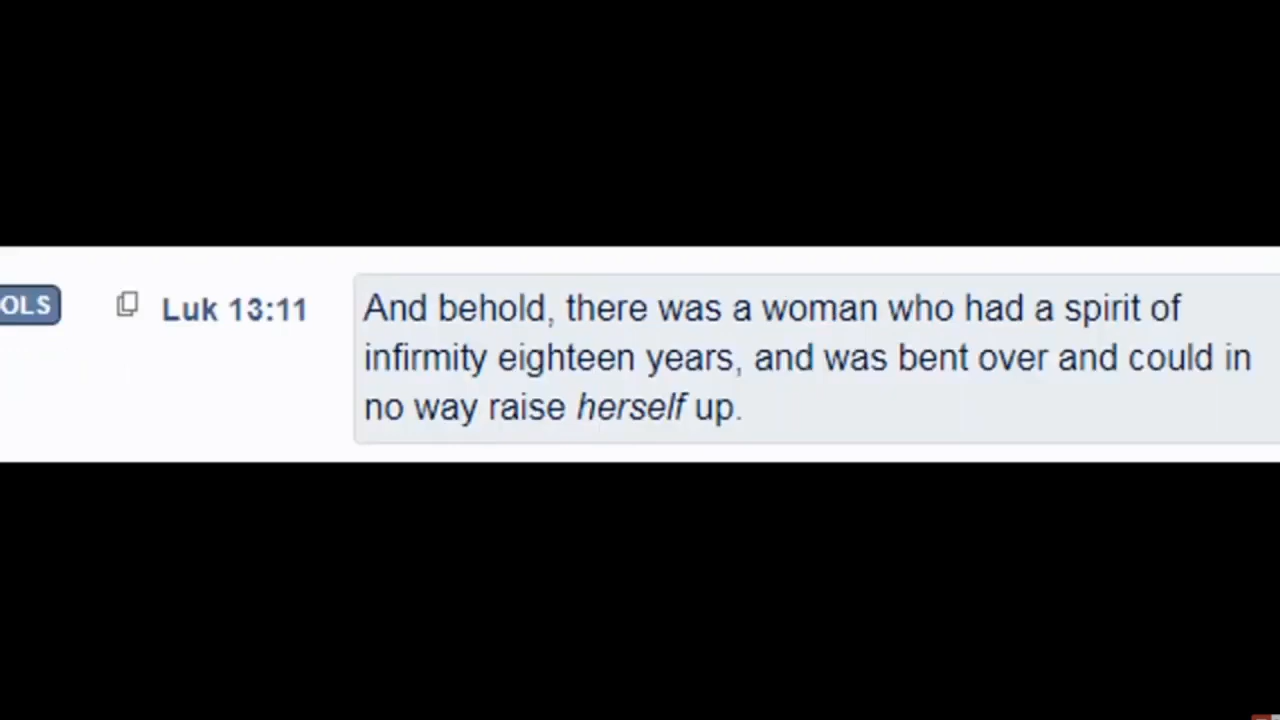 OLS
Luk 13:11
And behold, there was a woman who had a spirit of
infirmity eighteen years, and was bent over and could in
no way raise herself up.